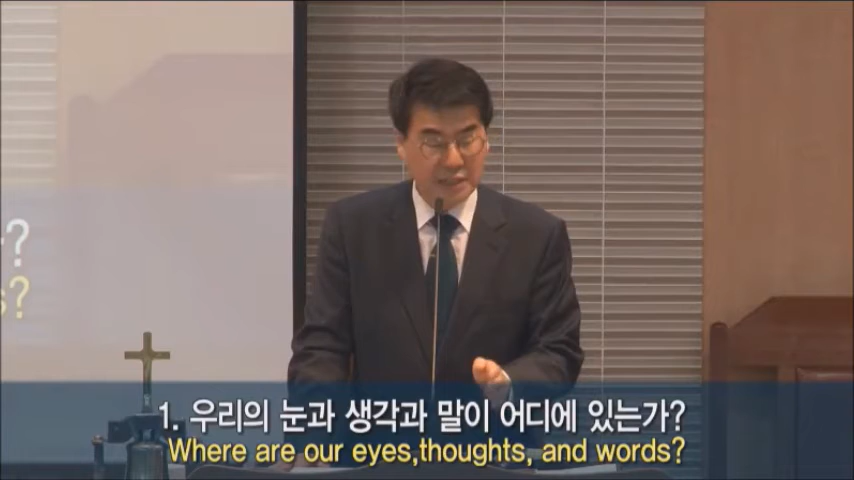 ?
s?
1. 우리의 눈과 생각과 말이 어디에 있는가?
Where are our eyes,thoughts, and words?